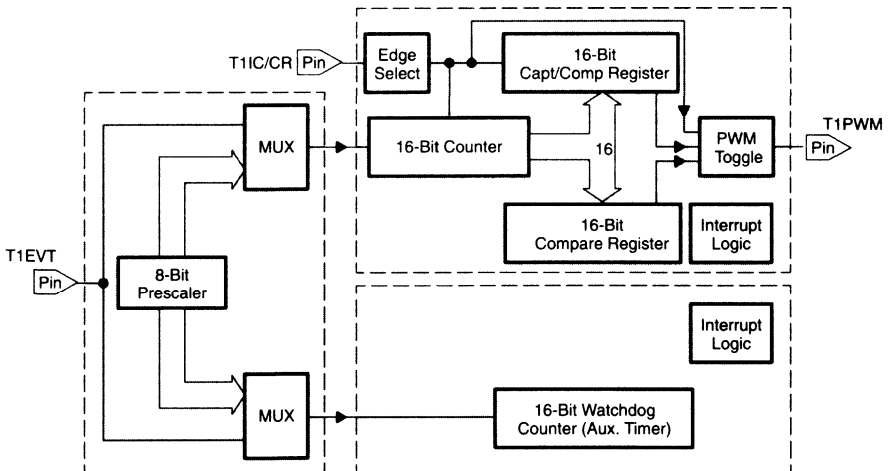 T1IC/CR
Pin
Edge
Select
16-Bit
Capt/Comp Register
MUX
16-Bit Counter
16
PWM
Toggle
T1PWM
Pin
16-Bit
Compare Register
Interrupt
Logic
T1EVT
Pin
8-Bit
Prescaler
Interrupt
Logic
MUX
16-Bit Watchdog
Counter (Aux. Timer)